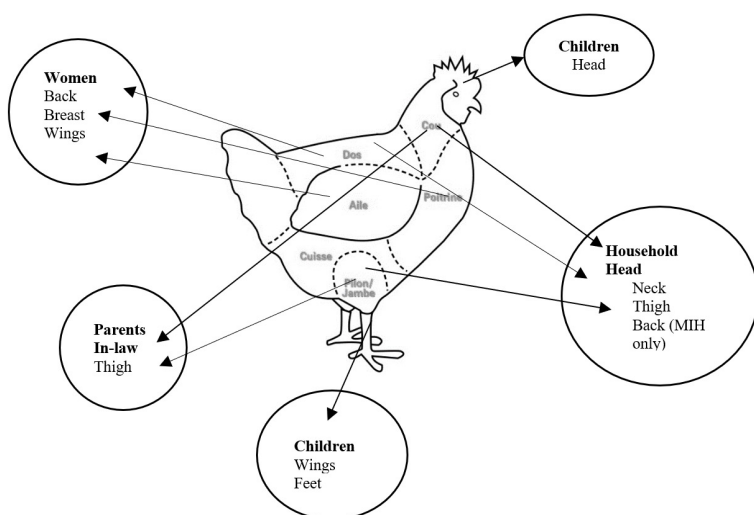 Children
Head
Women
Back
Breast
Wings
Cou
Dos
Aile
Poitrine
Cuisse
Pilon/
Jambe
Household
Head
Neck
Thigh
Back (MIH
only)
Parents
In-law
Thigh
Children
Wings
Feet